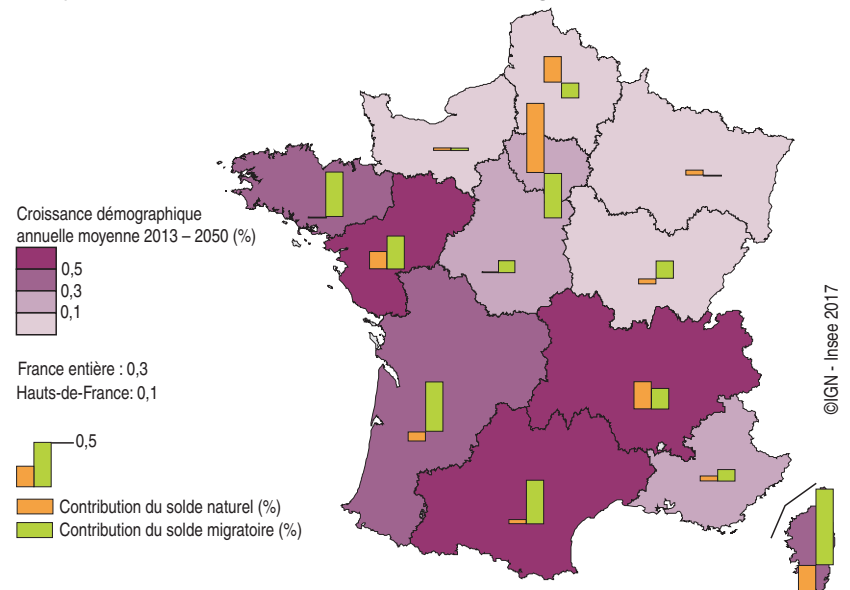 Croissance démographique
annuelle moyenne 2013 – 2050 (%)
0,5
0,3
0,1
France entière : 0,3
Hauts-de-France: 0,1
0,5
Contribution du solde naturel (%)
Contribution du solde migratoire (%)
©IGN - Insee 2017